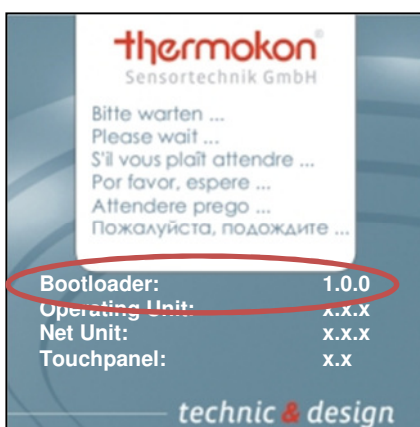 thermokon®
Sensortechnik GmbH
Bitte warten ...
Please wait ...
S'il vous plaît attendre ...
Por favor, espere ...
Attendere prego ...
Пожалуйста, подождите ...
Bootloader: 1.0.0
Operating Unit: x.x.x
Net Unit: x.x.x
Touchpanel: x.x
technic & design